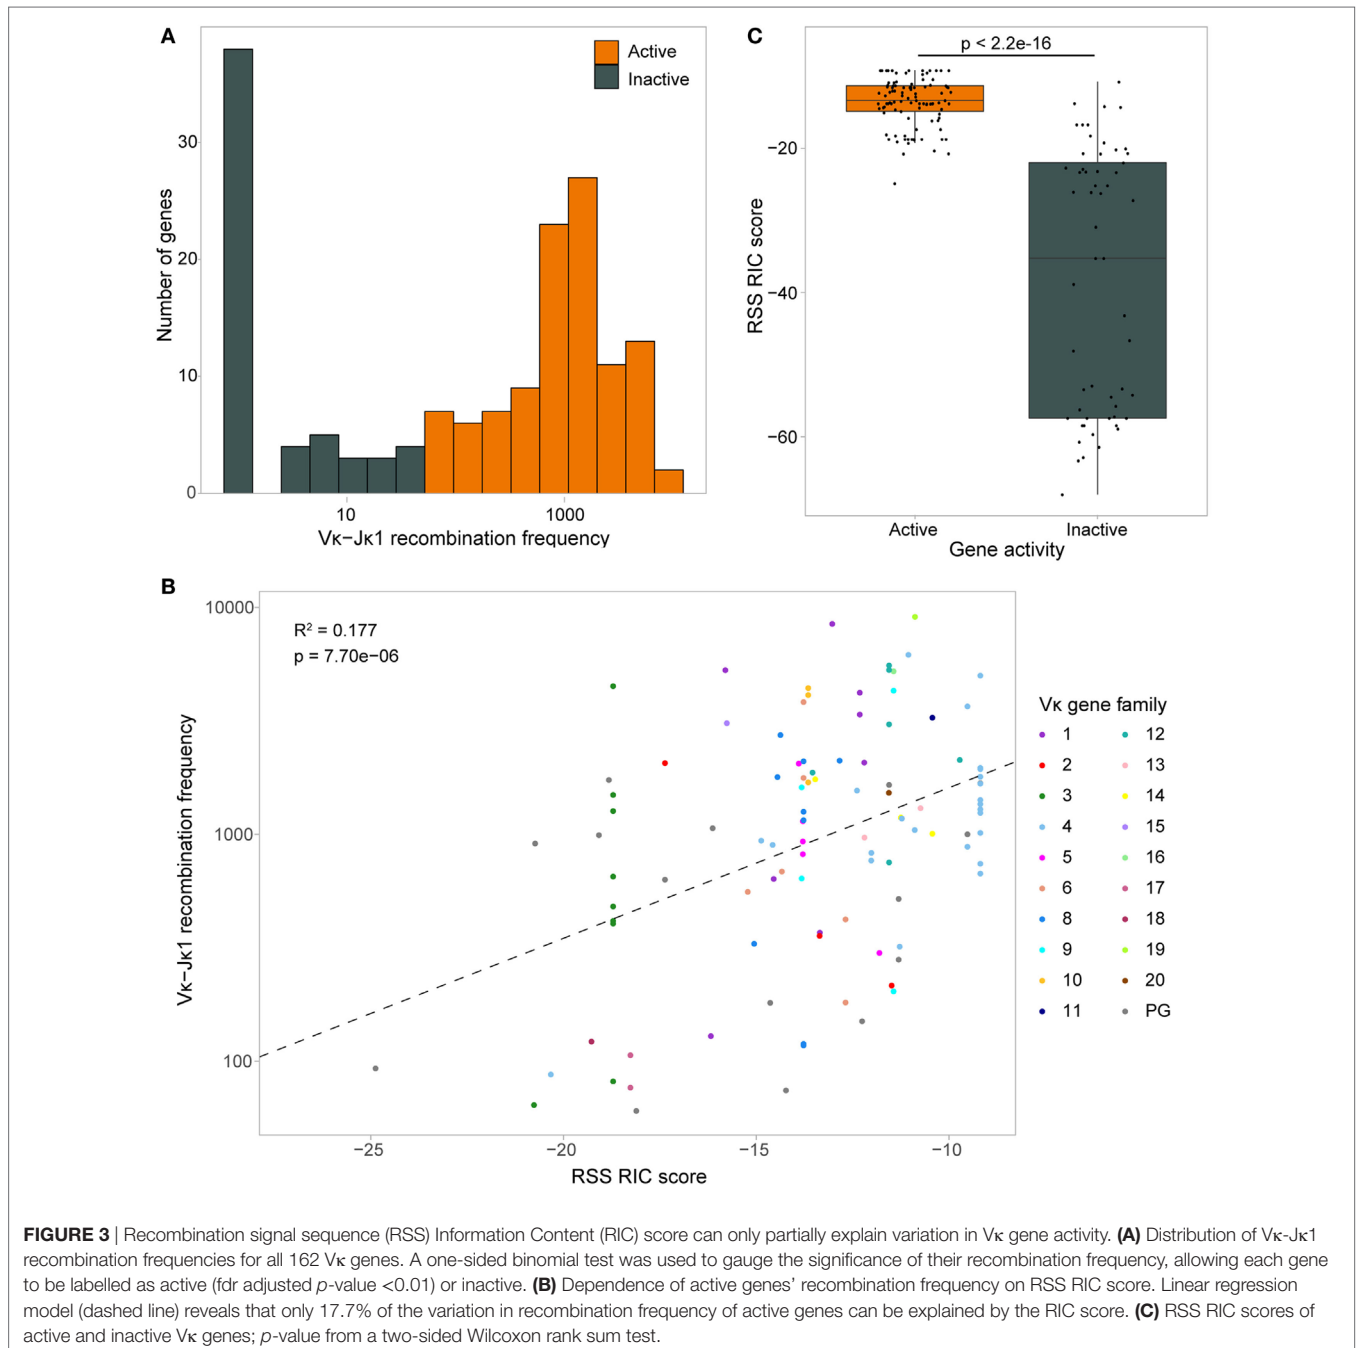 A
Active
Inactive
30
20
10
0
Number of genes
10
1000
Vκ−Jκ1 recombination frequency
C
p < 2.2e-16
−20
−40
−60
RSS RIC score
Active
Inactive
Gene activity
B
10000
1000
100
Vκ−Jκ1 recombination frequency
R² = 0.177
p = 7.70e−06
−25
−20
−15
−10
RSS RIC score
Vκ gene family
1
2
3
4
5
6
8
9
10
11
12
13
14
15
16
17
18
19
20
PG
FIGURE 3 | Recombination signal sequence (RSS) Information Content (RIC) score can only partially explain variation in Vκ gene activity. (A) Distribution of Vκ-Jκ1
recombination frequencies for all 162 Vκ genes. A one-sided binomial test was used to gauge the significance of their recombination frequency, allowing each gene
to be labelled as active (fdr adjusted p-value <0.01) or inactive. (B) Dependence of active genes' recombination frequency on RSS RIC score. Linear regression
model (dashed line) reveals that only 17.7% of the variation in recombination frequency of active genes can be explained by the RIC score. (C) RSS RIC scores of
active and inactive Vκ genes; p-value from a two-sided Wilcoxon rank sum test.